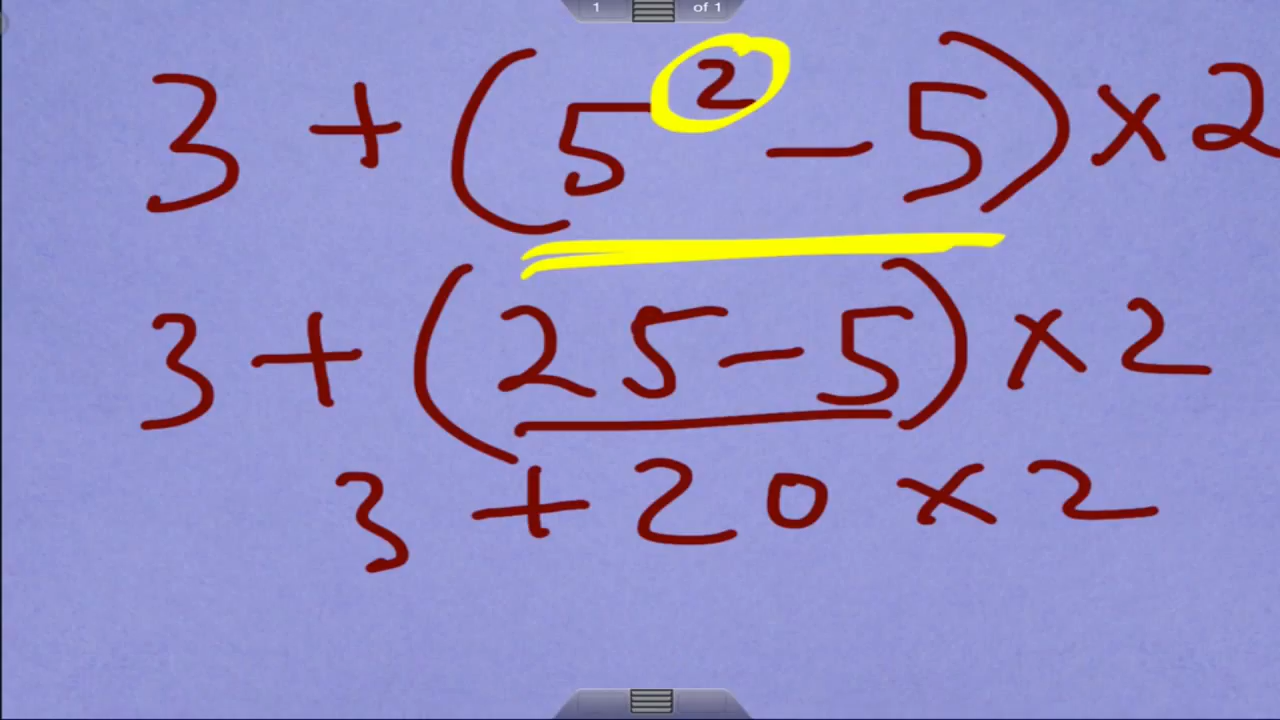 1 of 1
3 + (5² - 5) × 2
3 + (25 - 5) × 2
3 + 20 × 2